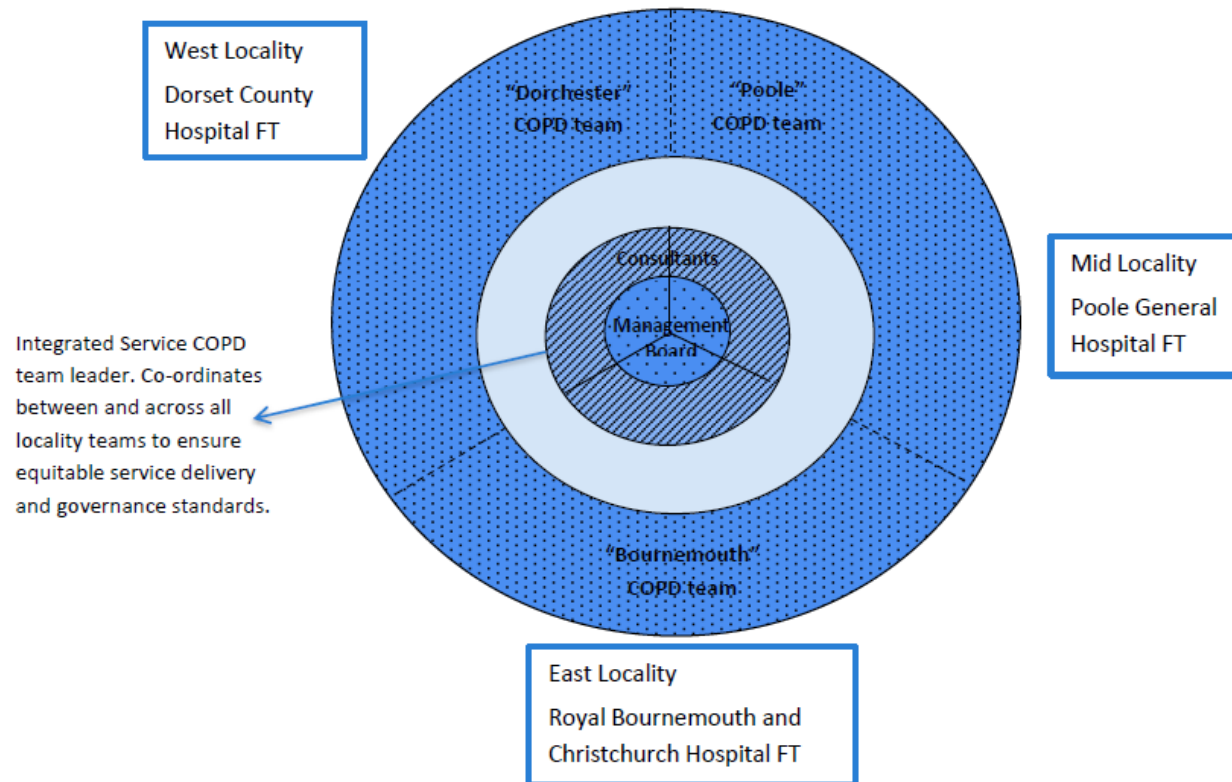 West Locality
Dorset County
Hospital FT
“Dorchester”
COPD team
“Poole”
COPD team
Consultants
Management
Board
Mid Locality
Poole General
Hospital FT
Integrated Service COPD
team leader. Co-ordinates
between and across all
locality teams to ensure
equitable service delivery
and governance standards.
“Bournemouth”
COPD team
East Locality
Royal Bournemouth and
Christchurch Hospital FT